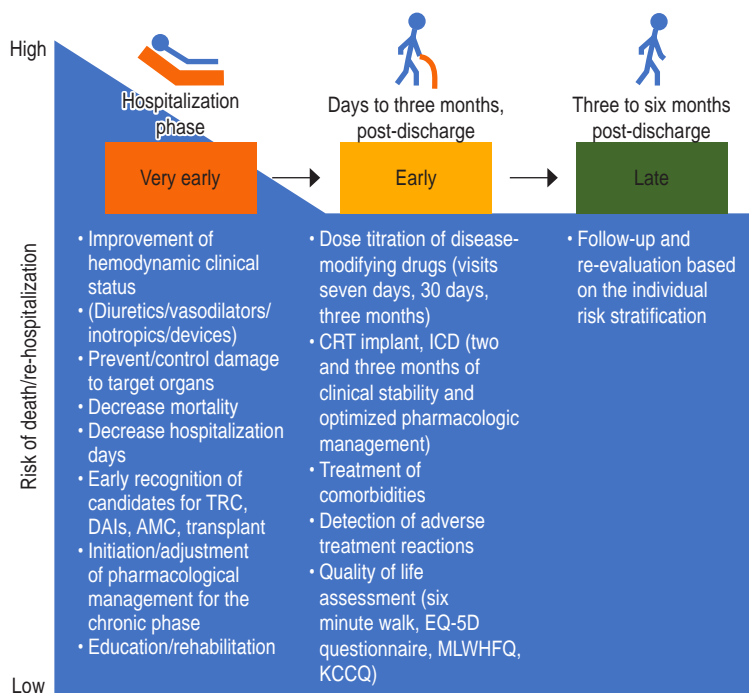 High
Hospitalization
phase
Days to three months,
post-discharge
Three to six months
post-discharge
Very early
Early
Late
Risk of death/re-hospitalization
• Improvement of
hemodynamic clinical
status
• (Diuretics/vasodilators/
inotropics/devices)
• Prevent/control damage
to target organs
• Decrease mortality
• Decrease hospitalization
days
• Early recognition of
candidates for TRC,
DAIs, AMC, transplant
• Initiation/adjustment
of pharmacological
management for the
chronic phase
• Education/rehabilitation
• Dose titration of disease-
modifying drugs (visits
seven days, 30 days,
three months)
• CRT implant, ICD (two
and three months of
clinical stability and
optimized pharmacologic
management)
• Treatment of
comorbidities
• Detection of adverse
treatment reactions
• Quality of life
assessment (six
minute walk, EQ-5D
questionnaire, MLWHFQ,
KCCQ)
• Follow-up and
re-evaluation based
on the individual
risk stratification
Low